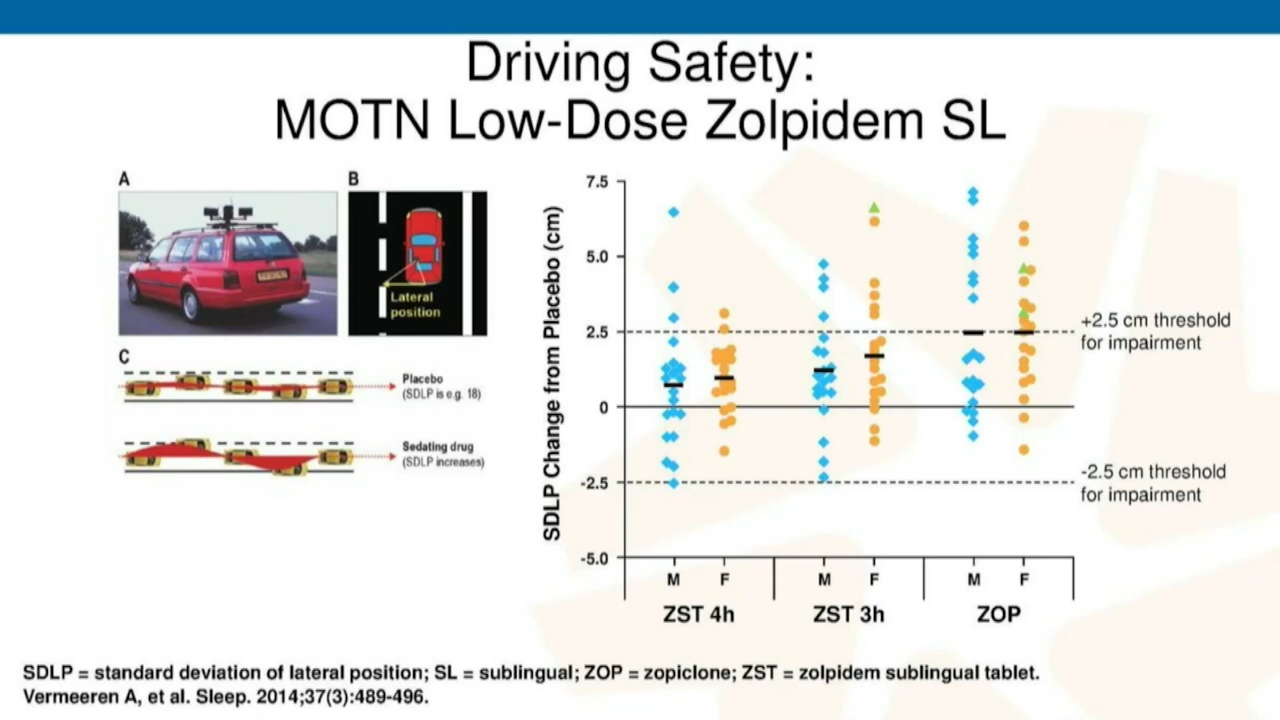 Driving Safety:
MOTN Low-Dose Zolpidem SL
A
B
Lateral
position
C
Placebo
(SDLP is e.g. 18)
Sedating drug
(SDLP increases)
SDLP Change from Placebo (cm)
7.5
5.0
2.5
0
-2.5
-5.0
+2.5 cm threshold
for impairment
-2.5 cm threshold
for impairment
M F M F M F
ZST 4h ZST 3h ZOP
SDLP = standard deviation of lateral position; SL = sublingual; ZOP = zopiclone; ZST = zolpidem sublingual tablet.
Vermeeren A, et al. Sleep. 2014;37(3):489-496.